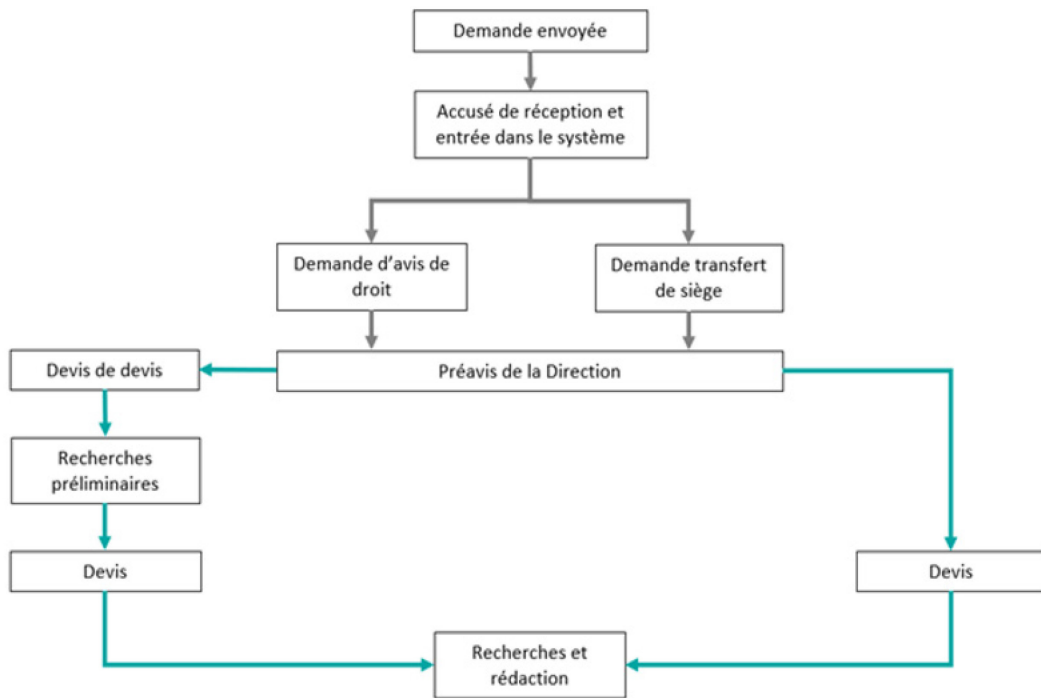 Demande envoyée
Accusé de réception et
entrée dans le système
Demande d'avis de
droit
Demande transfert
de siège
Devis de devis
Préavis de la Direction
Recherches
préliminaires
Devis
Devis
Recherches et
rédaction